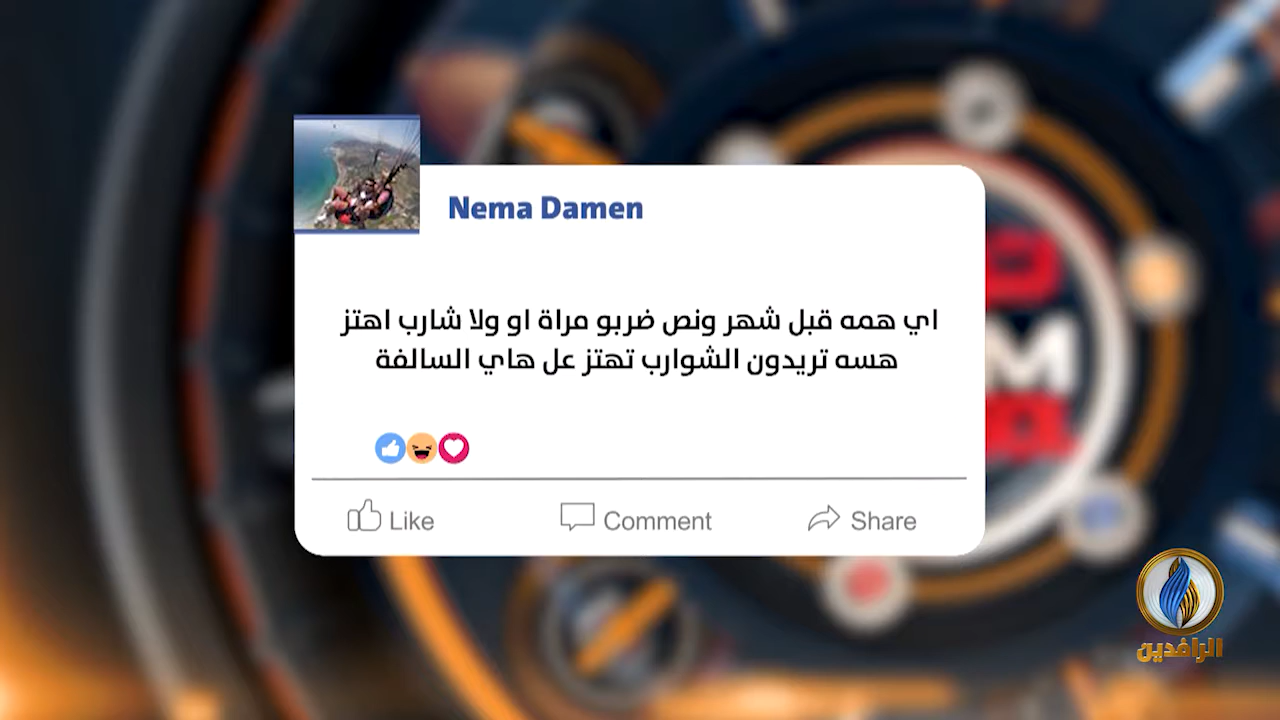 Nema Damen
اي همه قبل شهر ونص ضربو مراة او ولا شارب اهتز
هسه تريدون الشوارب تهتز عل هاي السالفة
Like
Comment
Share
الرافدين